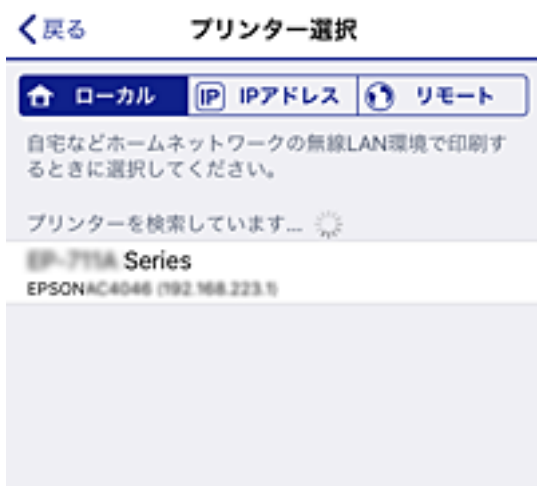 戻る
プリンター選択
ローカル
IP IPアドレス
リモート
自宅などホームネットワークの無線LAN環境で印刷す
るときに選択してください。
プリンターを検索しています...
Series
EPSON